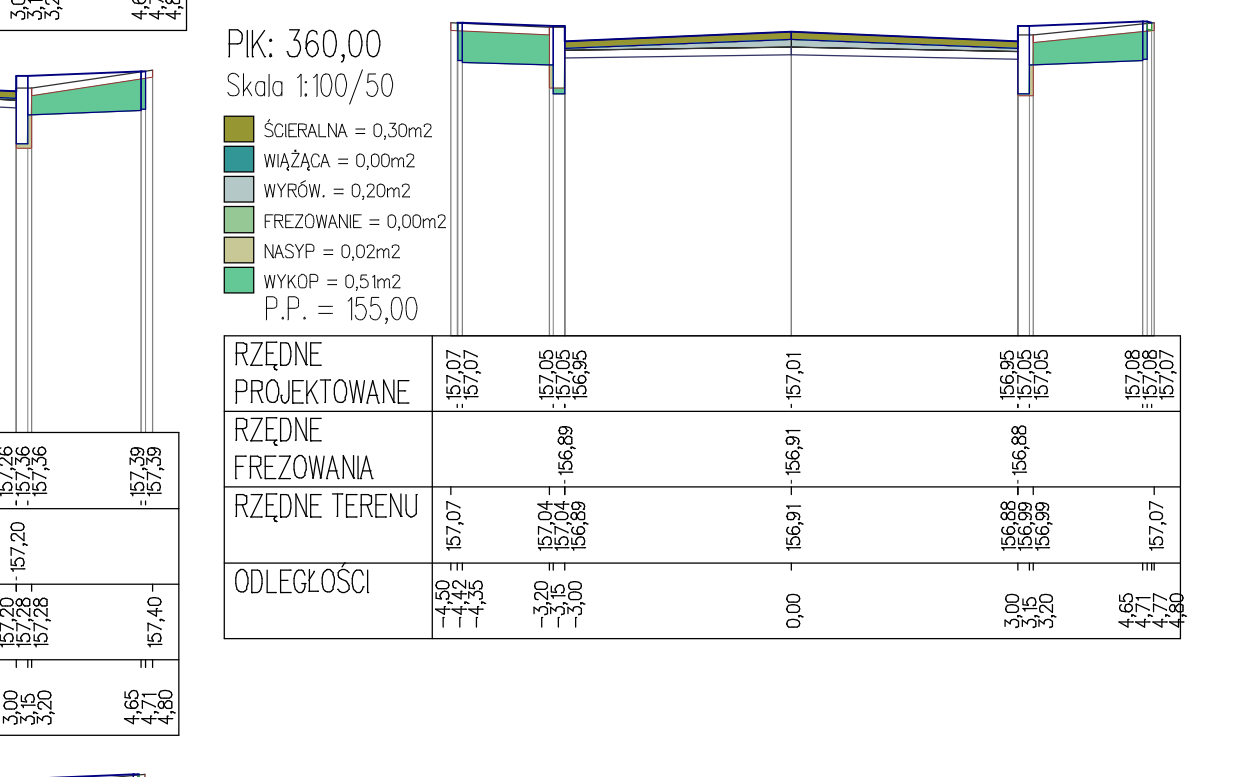 PIK: 360,00
Skala 1:100/50
ŚCIERALNA = 0,30m2
WIĄŻĄCA = 0,00m2
WYRÓW. = 0,20m2
FREZOWANIE = 0,00m2
NASYP = 0,02m2
WYKOP = 0,51m2
P.P. = 155,00
RZĘDNE
PROJEKTOWANE
157,07 157,07 157,05 157,05 156,95 157,01 156,95 157,05 157,05 157,08 157,08 157,07
RZĘDNE
FREZOWANIA
156,89 156,91 156,88
RZĘDNE TERENU
157,07 157,04 157,04 156,89 156,91 156,88 156,99 156,99 157,07
ODLEGŁOŚCI
-4,50 -4,42 -4,35 -3,20 -3,15 -3,00 0,00 3,00 3,15 3,20 4,65 4,71 4,77 4,80
157,26 157,36 157,36 157,39 157,39
157,20
157,20 157,28 157,28 157,40
3,00 3,15 3,20 4,65 4,71 4,80